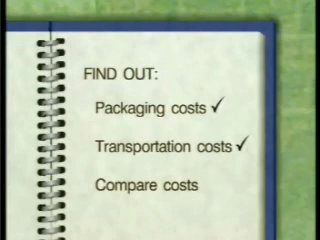 FIND OUT:
Packaging costs ✓
Transportation costs ✓
Compare costs